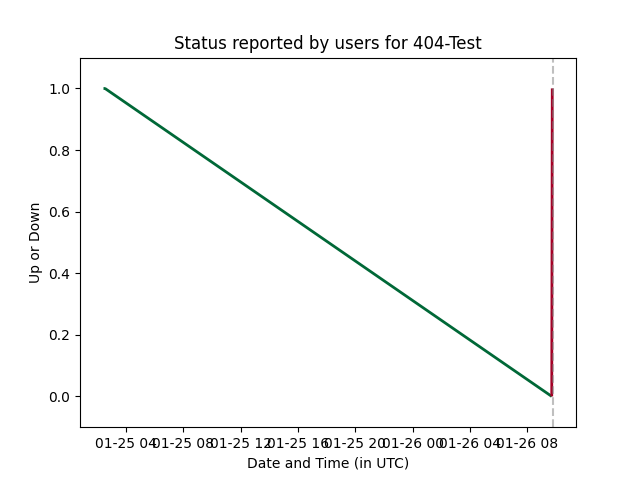 Status reported by users for 404-Test
1.0
0.8
0.6
0.4
0.2
0.0
Up or Down
01-25 04 01-25 08 01-25 12 01-25 16 01-25 20 01-26 00 01-26 04 01-26 08
Date and Time (in UTC)